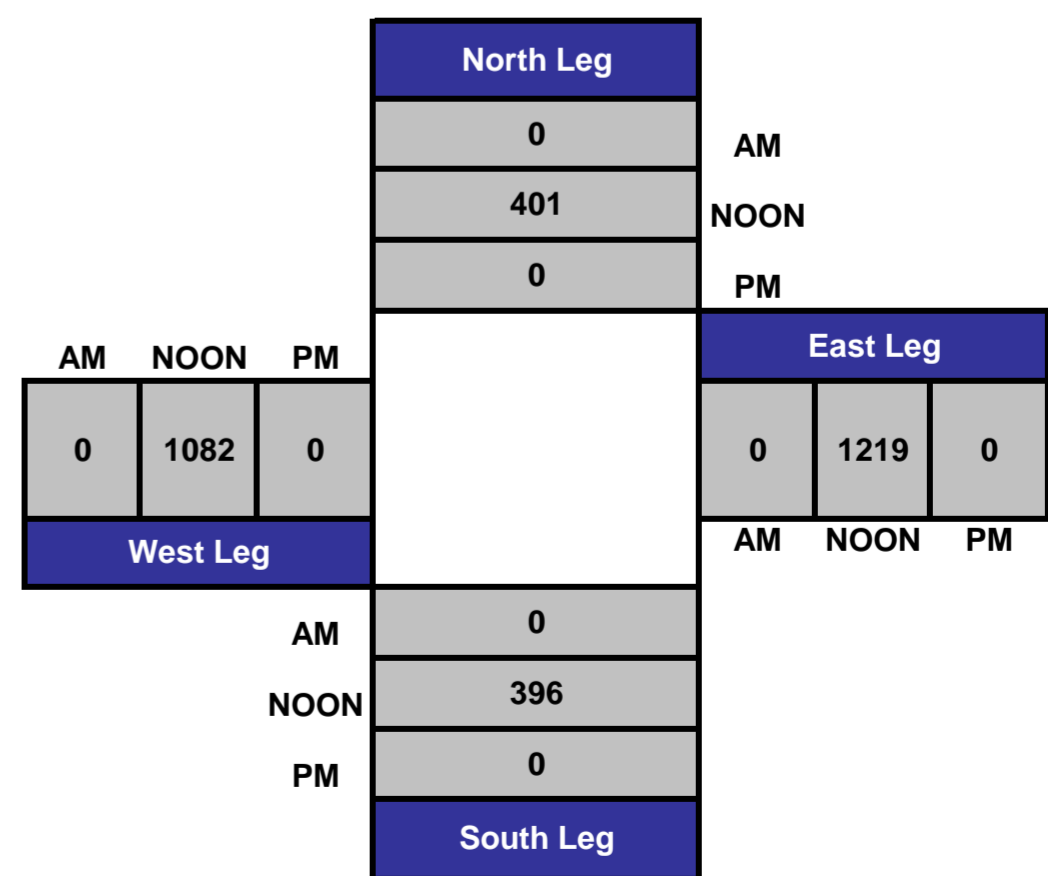 North Leg
0 AM
401 NOON
0 PM
AM NOON PM East Leg
0 1082 0 0 1219 0
West Leg AM NOON PM
AM 0
NOON 396
PM 0
South Leg